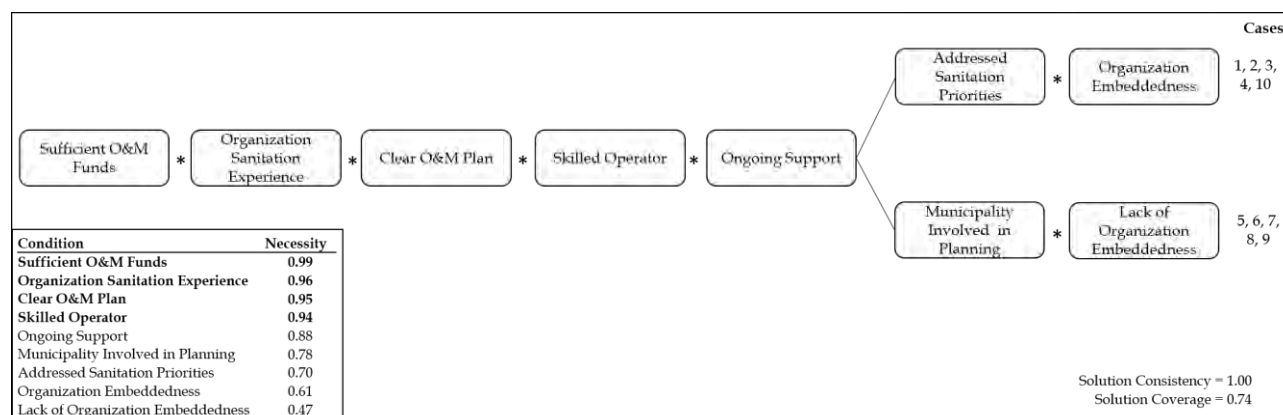 Cases
Addressed
Sanitation
Priorities
*
Organization
Embeddedness
1, 2, 3,
4, 10
Sufficient O&M
Funds
*
Organization
Sanitation
Experience
*
Clear O&M Plan
*
Skilled Operator
*
Ongoing Support
Municipality
Involved in
Planning
*
Lack of
Organization
Embeddedness
5, 6, 7,
8, 9
Condition Necessity
Sufficient O&M Funds 0.99
Organization Sanitation Experience 0.96
Clear O&M Plan 0.95
Skilled Operator 0.94
Ongoing Support 0.88
Municipality Involved in Planning 0.78
Addressed Sanitation Priorities 0.70
Organization Embeddedness 0.61
Lack of Organization Embeddedness 0.47
Solution Consistency = 1.00
Solution Coverage = 0.74